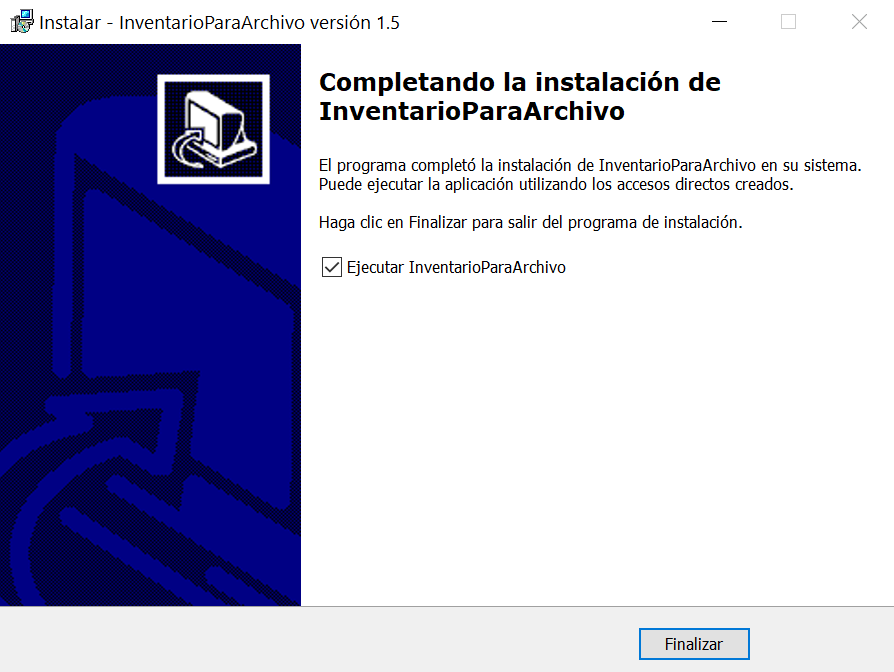 Instalar - InventarioParaArchivo versión 1.5
Completando la instalación de
InventarioParaArchivo
El programa completó la instalación de InventarioParaArchivo en su sistema.
Puede ejecutar la aplicación utilizando los accesos directos creados.
Haga clic en Finalizar para salir del programa de instalación.
Ejecutar InventarioParaArchivo
Finalizar